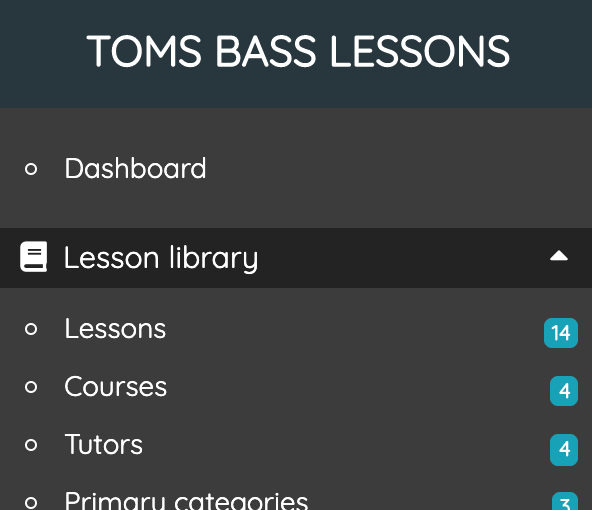 TOMS BASS LESSONS
Dashboard
Lesson library
Lessons 14
Courses 4
Tutors 4
Primary categories 3